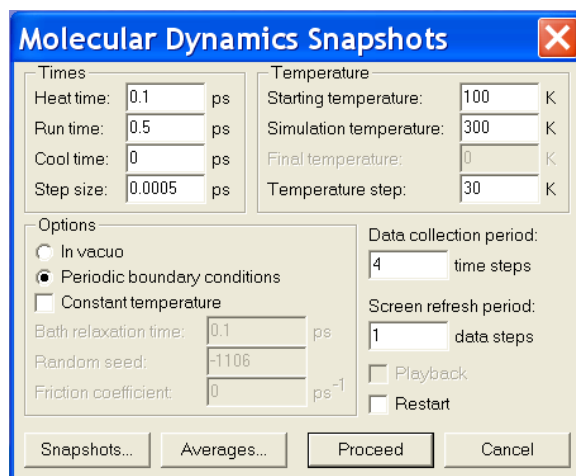 Molecular Dynamics Snapshots
Times
Heat time: 0.1 ps
Run time: 0.5 ps
Cool time: 0 ps
Step size: 0.0005 ps
Temperature
Starting temperature: 100 K
Simulation temperature: 300 K
Final temperature: 0 K
Temperature step: 30 K
Options
In vacuo
Periodic boundary conditions
Constant temperature
Bath relaxation time: 0.1 ps
Random seed: -1106
Friction coefficient: 0 ps-1
Data collection period:
4 time steps
Screen refresh period:
1 data steps
Playback
Restart
Snapshots... Averages... Proceed Cancel